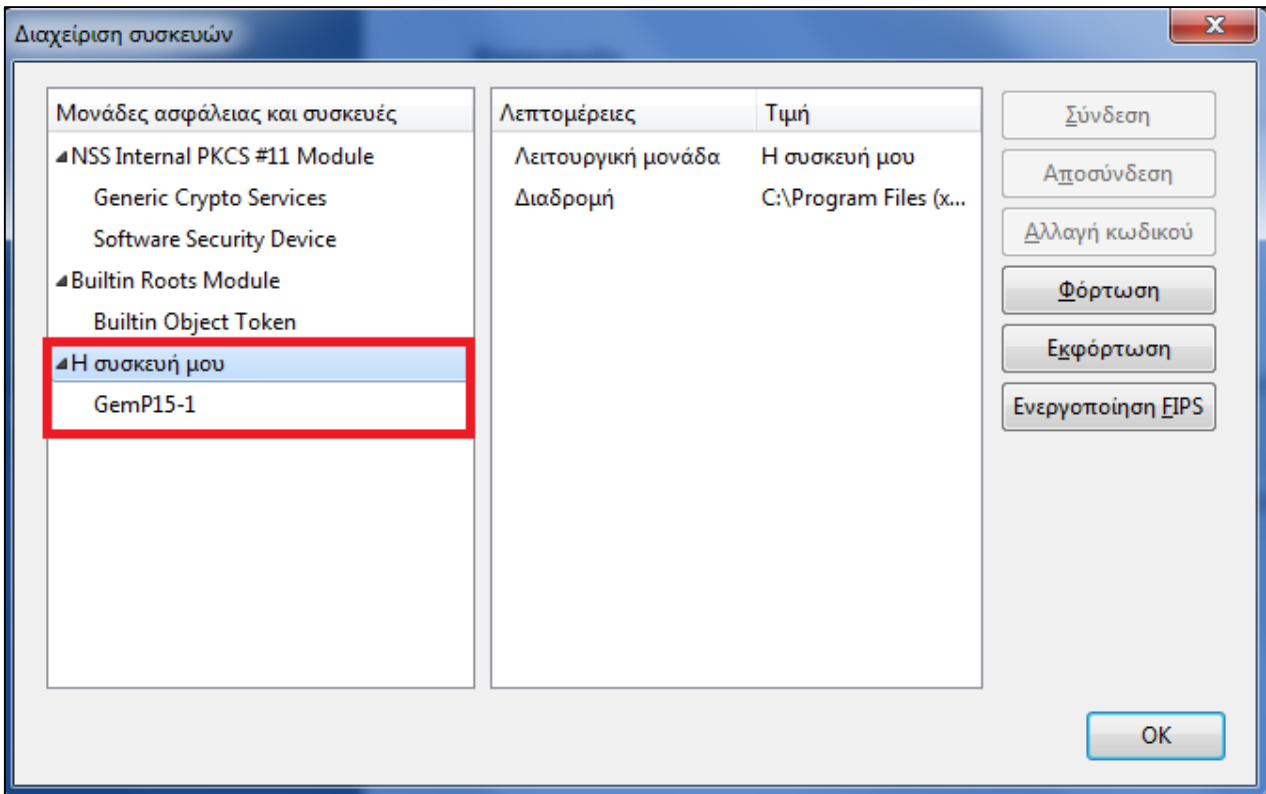 Διαχείριση συσκευών
Μονάδες ασφάλειας και συσκευές
NSS Internal PKCS #11 Module
Generic Crypto Services
Software Security Device
Builtin Roots Module
Builtin Object Token
Η συσκευή μου
GemP15-1
Λεπτομέρειες Τιμή
Λειτουργική μονάδα Η συσκευή μου
Διαδρομή C:\Program Files (x...
Σύνδεση
Αποσύνδεση
Αλλαγή κωδικού
Φόρτωση
Εκφόρτωση
Ενεργοποίηση FIPS
OK